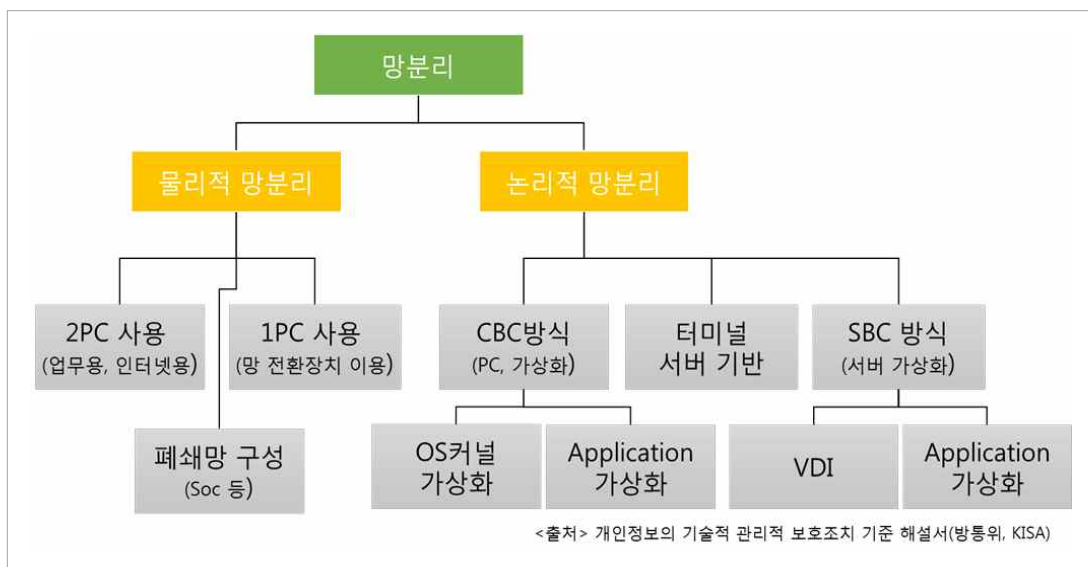 망분리
물리적 망분리
논리적 망분리
2PC 사용
(업무용, 인터넷용)
1PC 사용
(망 전환장치 이용)
CBC방식
(PC, 가상화)
터미널
서버 기반
SBC 방식
(서버 가상화)
폐쇄망 구성
(Soc 등)
OS커널
가상화
Application
가상화
VDI
Application
가상화
<출처> 개인정보의 기술적 관리적 보호조치 기준 해설서(방통위, KISA)